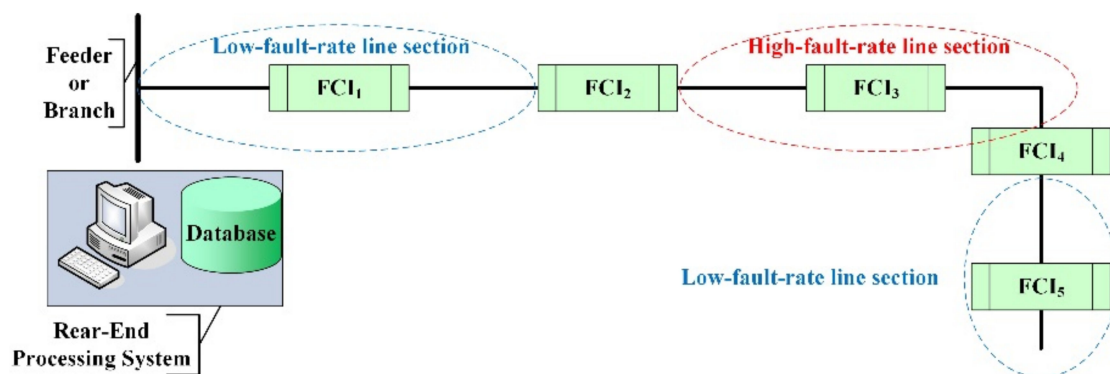 Low-fault-rate line section
High-fault-rate line section
Feeder
or
Branch
FCI₁
FCI₂
FCI₃
FCI₄
Database
Low-fault-rate line section
FCI₅
Rear-End
Processing System